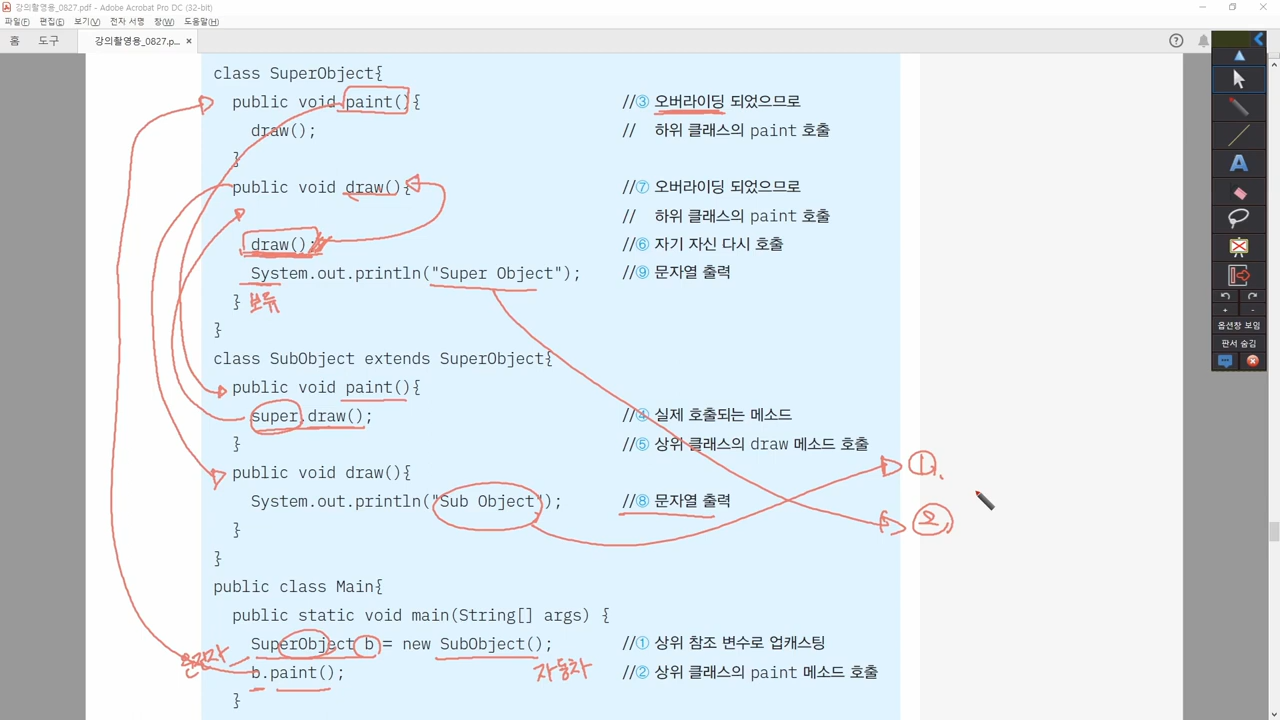 강의촬영용_0827.pdf - Adobe Acrobat Pro DC (32-bit)
파일(F) 편집(E) 보기(V) 전자 서명 창(W) 도움말(H)
홈 도구 강의촬영용_0827.p... ×
class SuperObject{
public void paint(){ //③ 오버라이딩 되었으므로
draw(); // 하위 클래스의 paint 호출
}
public void draw(){ //⑦ 오버라이딩 되었으므로
// 하위 클래스의 paint 호출
draw(); //⑥ 자기 자신 다시 호출
System.out.println("Super Object"); //⑨ 문자열 출력
} 보류
}
class SubObject extends SuperObject{
public void paint(){
super.draw(); //④ 실제 호출되는 메소드
} //⑤ 상위 클래스의 draw 메소드 호출
public void draw(){ ①.
System.out.println("Sub Object"); //⑧ 문자열 출력
} ②.
}
public class Main{
public static void main(String[] args) {
SuperObject b = new SubObject(); //① 상위 참조 변수로 업캐스팅
운전자 b.paint(); 자동차 //② 상위 클래스의 paint 메소드 호출
}
옵션창 보임
판서 숨김